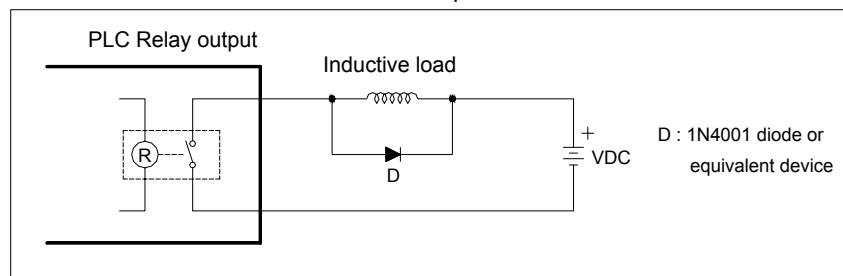 PLC Relay output
Inductive load
R
D
+
VDC
D : 1N4001 diode or
equivalent device